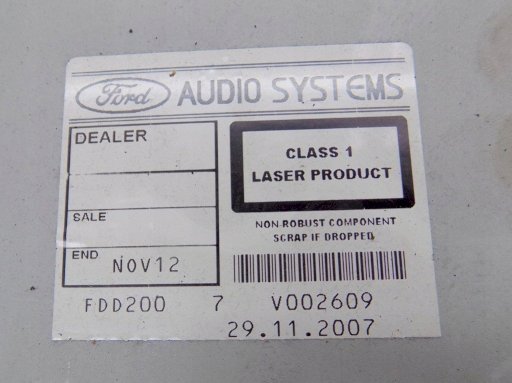 Ford AUDIO SYSTEMS
DEALER
SALE
END NOV12
CLASS 1
LASER PRODUCT
NON-ROBUST COMPONENT
SCRAP IF DROPPED
FDD200 7 V002609
29.11.2007